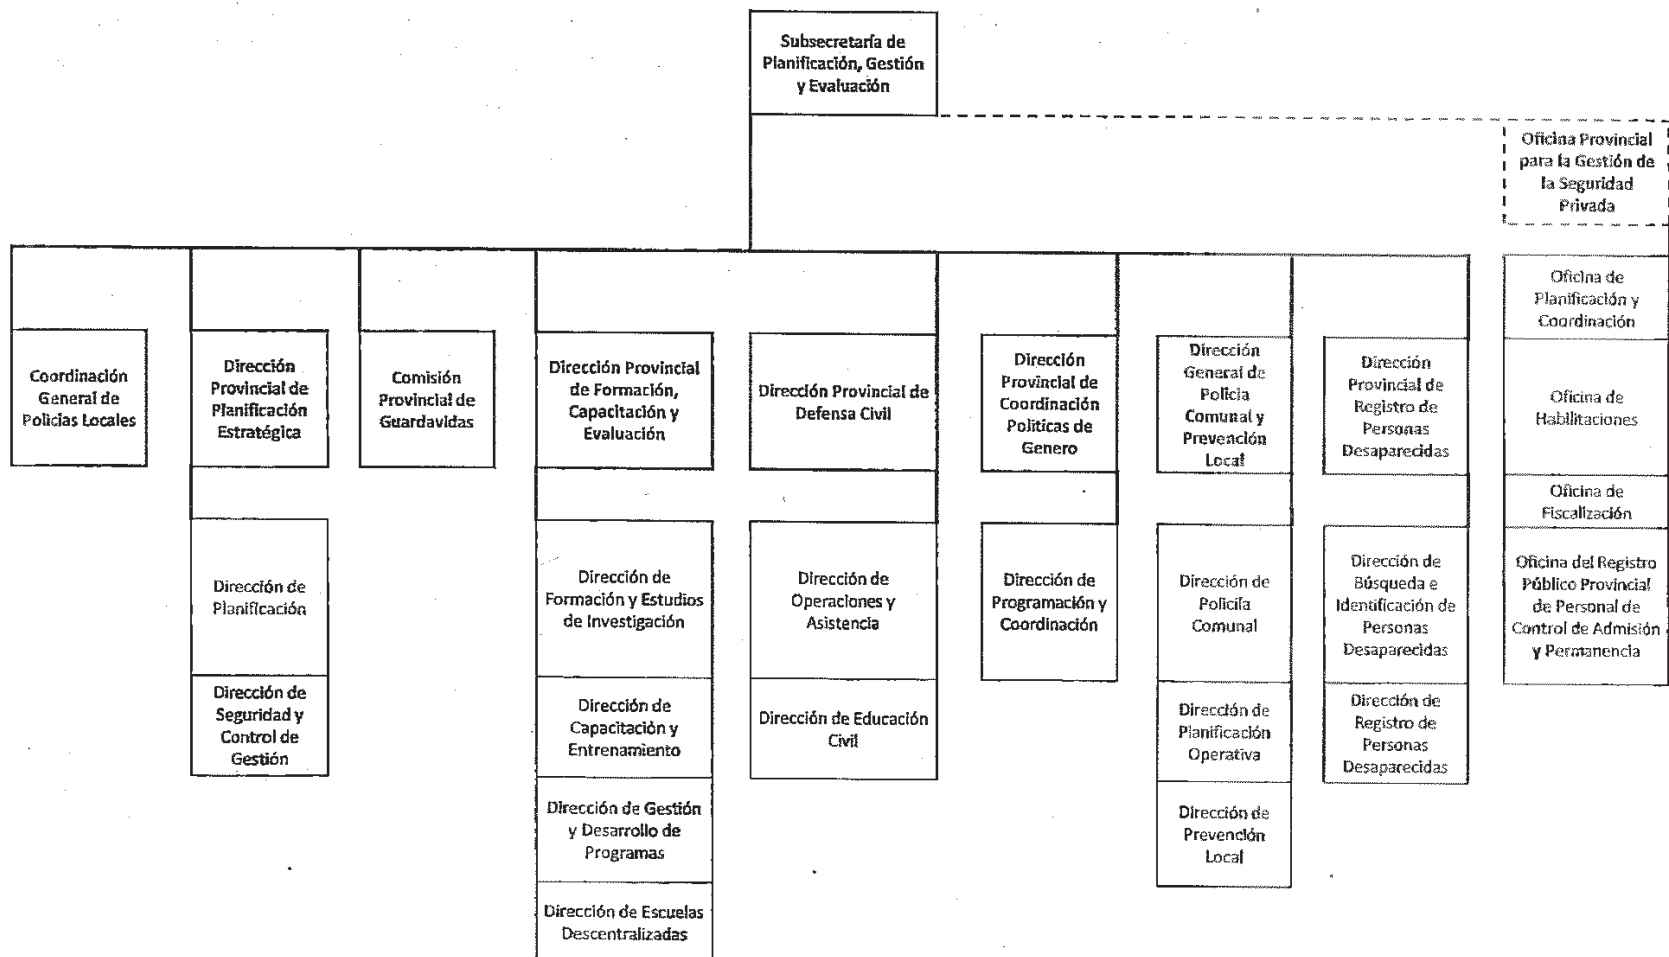 Subsecretaría de
Planificación, Gestión
y Evaluación
Oficina Provincial
para la Gestión de
la Seguridad
Privada
Coordinación
General de
Policias Locales
Dirección
Provincial de
Planificación
Estratégica
Comisión
Provincial de
Guardavidas
Dirección Provincial
de Formación,
Capacitación y
Evaluación
Dirección Provincial de
Defensa Civil
Dirección
Provincial de
Coordinación
Politicas de
Genero
Dirección
General de
Policia
Comunal y
Prevención
Local
Dirección
Provincial de
Registro de
Personas
Desaparecidas
Oficina de
Planificación y
Coordinación
Oficina de
Habilitaciones
Oficina de
Fiscalización
Oficina del Registro
Público Provincial
de Personal de
Control de Admisión
y Permanencia
Dirección de
Planificación
Dirección de
Seguridad y
Control de
Gestión
Dirección de
Formación y Estudios
de Investigación
Dirección de
Capacitación y
Entrenamiento
Dirección de Gestión
y Desarrollo de
Programas
Dirección de Escuelas
Descentralizadas
Dirección de
Operaciones y
Asistencia
Dirección de Educación
Civil
Dirección de
Programación y
Coordinación
Dirección de
Policiía
Comunal
Dirección de
Planificación
Operativa
Dirección de
Prevención
Local
Dirección de
Búsqueda e
Identificación de
Personas
Desaparecidas
Dirección de
Registro de
Personas
Desaparecidas